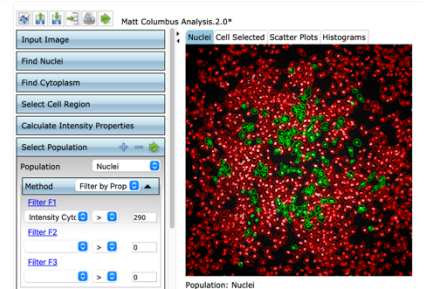 Matt Columbus Analysis.2.0*
Input Image
Find Nuclei
Find Cytoplasm
Select Cell Region
Calculate Intensity Properties
Select Population
Population Nuclei
Method Filter by Prop
Filter F1
Intensity Cyto > 290
Filter F2
> 0
Filter F3
> 0
Nuclei Cell Selected Scatter Plots Histograms
Population: Nuclei